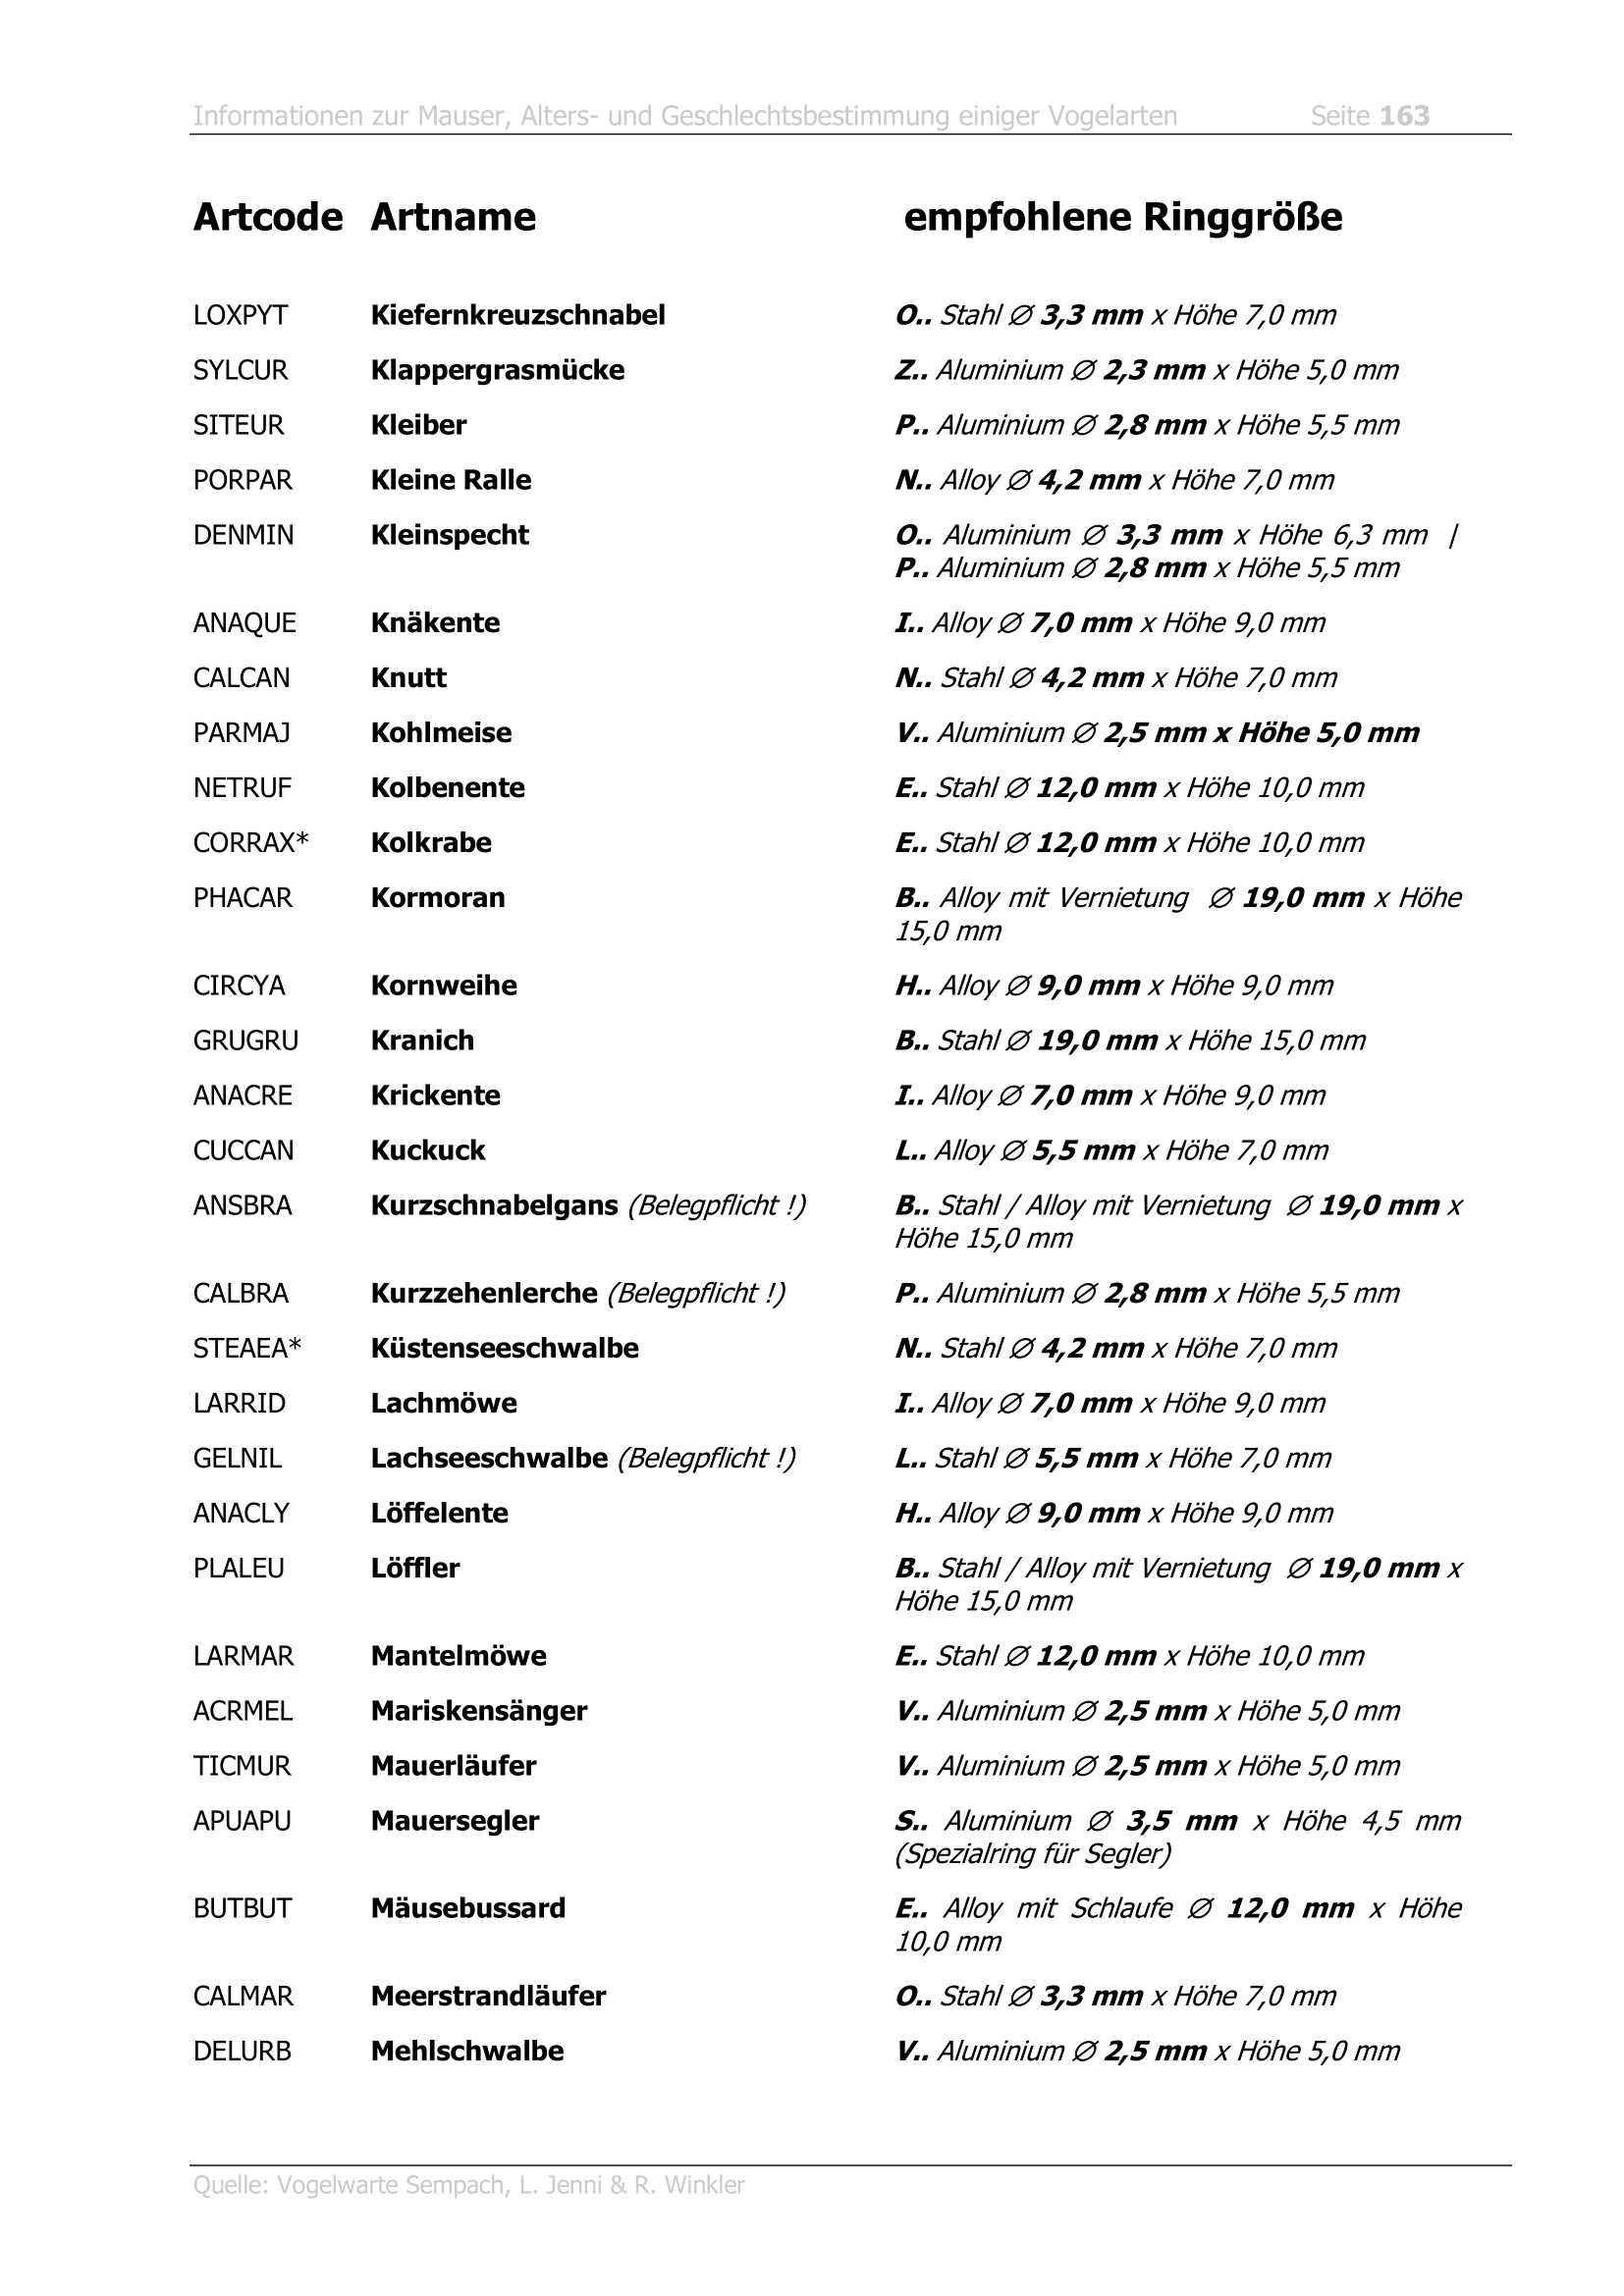 Informationen zur Mauser, Alters- und Geschlechtsbestimmung einiger Vogelarten Seite 163
Artcode Artname empfohlene Ringgröße
LOXPYT Kiefernkreuzschnabel O.. Stahl ∅ 3,3 mm x Höhe 7,0 mm
SYLCUR Klappergrasmücke Z.. Aluminium ∅ 2,3 mm x Höhe 5,0 mm
SITEUR Kleiber P.. Aluminium ∅ 2,8 mm x Höhe 5,5 mm
PORPAR Kleine Ralle N.. Alloy ∅ 4,2 mm x Höhe 7,0 mm
DENMIN Kleinspecht O.. Aluminium ∅ 3,3 mm x Höhe 6,3 mm |
P.. Aluminium ∅ 2,8 mm x Höhe 5,5 mm
ANAQUE Knäkente I.. Alloy ∅ 7,0 mm x Höhe 9,0 mm
CALCAN Knutt N.. Stahl ∅ 4,2 mm x Höhe 7,0 mm
PARMAJ Kohlmeise V.. Aluminium ∅ 2,5 mm x Höhe 5,0 mm
NETRUF Kolbenente E.. Stahl ∅ 12,0 mm x Höhe 10,0 mm
CORRAX* Kolkrabe E.. Stahl ∅ 12,0 mm x Höhe 10,0 mm
PHACAR Kormoran B.. Alloy mit Vernietung ∅ 19,0 mm x Höhe
15,0 mm
CIRCYA Kornweihe H.. Alloy ∅ 9,0 mm x Höhe 9,0 mm
GRUGRU Kranich B.. Stahl ∅ 19,0 mm x Höhe 15,0 mm
ANACRE Krickente I.. Alloy ∅ 7,0 mm x Höhe 9,0 mm
CUCCAN Kuckuck L.. Alloy ∅ 5,5 mm x Höhe 7,0 mm
ANSBRA Kurzschnabelgans (Belegpflicht !) B.. Stahl / Alloy mit Vernietung ∅ 19,0 mm x
Höhe 15,0 mm
CALBRA Kurzzehenlerche (Belegpflicht !) P.. Aluminium ∅ 2,8 mm x Höhe 5,5 mm
STEAEA* Küstenseeschwalbe N.. Stahl ∅ 4,2 mm x Höhe 7,0 mm
LARRID Lachmöwe I.. Alloy ∅ 7,0 mm x Höhe 9,0 mm
GELNIL Lachseeschwalbe (Belegpflicht !) L.. Stahl ∅ 5,5 mm x Höhe 7,0 mm
ANACLY Löffelente H.. Alloy ∅ 9,0 mm x Höhe 9,0 mm
PLALEU Löffler B.. Stahl / Alloy mit Vernietung ∅ 19,0 mm x
Höhe 15,0 mm
LARMAR Mantelmöwe E.. Stahl ∅ 12,0 mm x Höhe 10,0 mm
ACRMEL Mariskensänger V.. Aluminium ∅ 2,5 mm x Höhe 5,0 mm
TICMUR Mauerläufer V.. Aluminium ∅ 2,5 mm x Höhe 5,0 mm
APUAPU Mauersegler S.. Aluminium ∅ 3,5 mm x Höhe 4,5 mm
(Spezialring für Segler)
BUTBUT Mäusebussard E.. Alloy mit Schlaufe ∅ 12,0 mm x Höhe
10,0 mm
CALMAR Meerstrandläufer O.. Stahl ∅ 3,3 mm x Höhe 7,0 mm
DELURB Mehlschwalbe V.. Aluminium ∅ 2,5 mm x Höhe 5,0 mm
Quelle: Vogelwarte Sempach, L. Jenni & R. Winkler